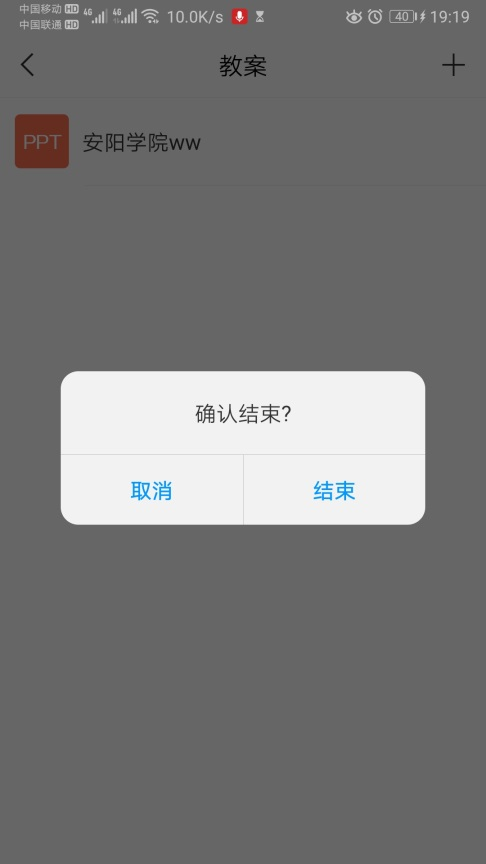 中国移动 HD 4G 4G 10.0K/s 40 19:19
中国联通 HD
教案
PPT 安阳学院ww
确认结束?
取消 结束